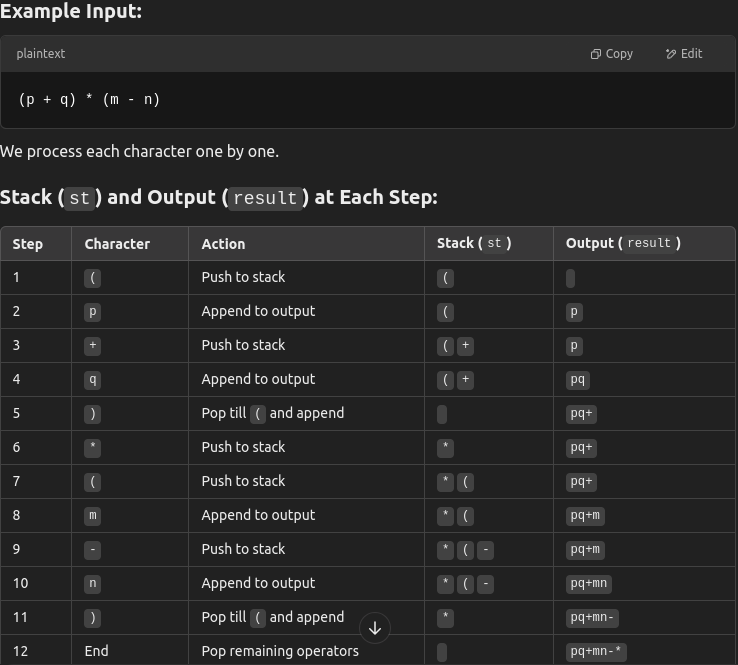 Example Input:
plaintext Copy Edit
(p + q) * (m - n)
We process each character one by one.
Stack (st) and Output (result) at Each Step:
Step Character Action Stack (st) Output (result)
1 ( Push to stack (
2 p Append to output ( p
3 + Push to stack ( + p
4 q Append to output ( + pq
5 ) Pop till ( and append pq+
6 * Push to stack * pq+
7 ( Push to stack * ( pq+
8 m Append to output * ( pq+m
9 - Push to stack * ( - pq+m
10 n Append to output * ( - pq+mn
11 ) Pop till ( and append * pq+mn-
12 End Pop remaining operators pq+mn-*